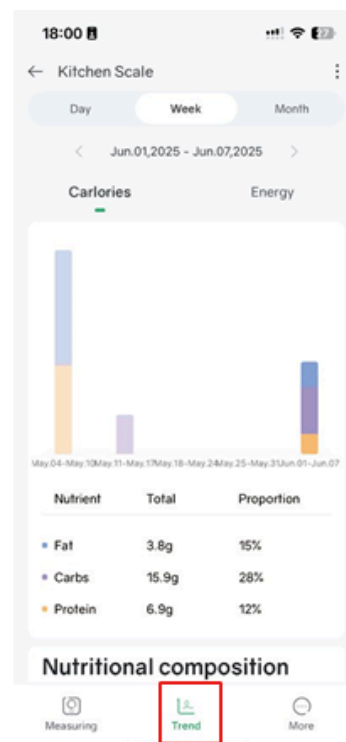 18:00
27
Kitchen Scale
Day Week Month
Jun.01,2025 - Jun.07,2025
Carlories Energy
May.04-May.10 May.11-May.17 May.18-May.24 May.25-May.31 Jun.01-Jun.07
Nutrient Total Proportion
Fat 3.8g 15%
Carbs 15.9g 28%
Protein 6.9g 12%
Nutritional composition
Measuring Trend More